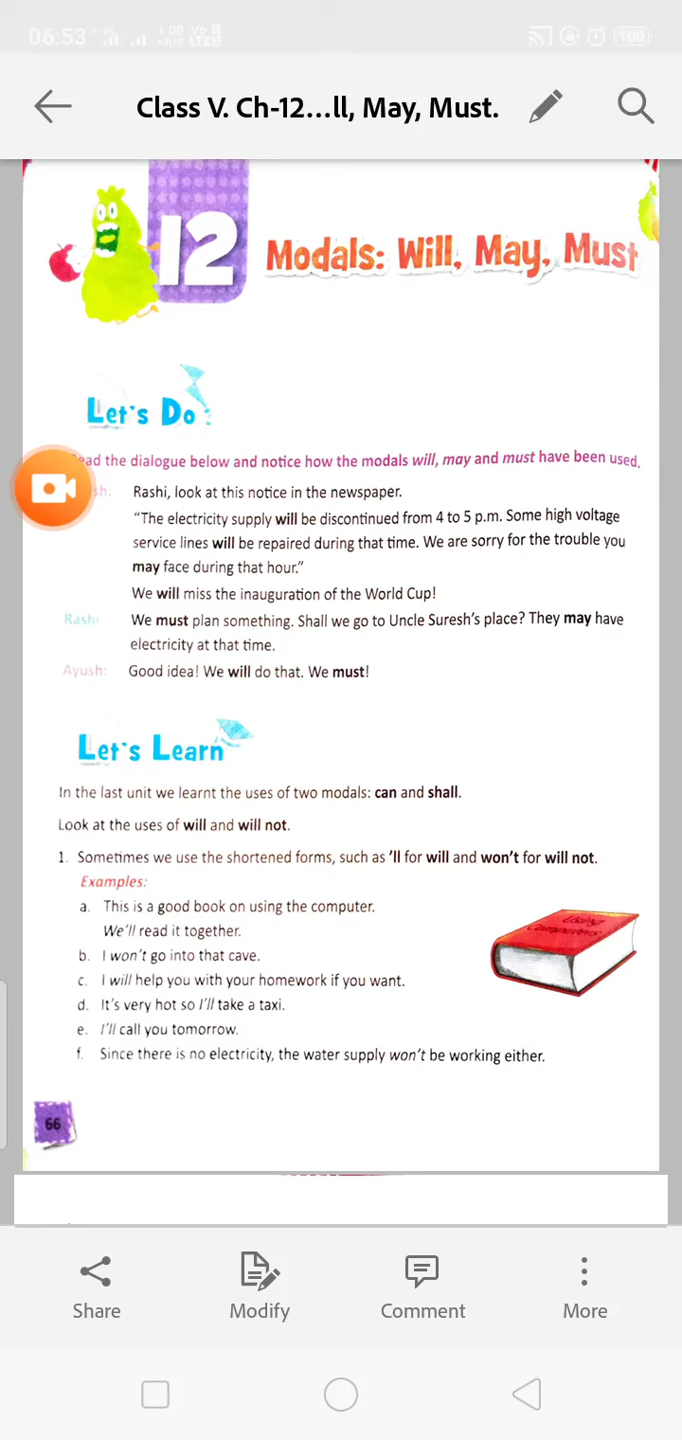 06:53
100
Class V. Ch-12...ll, May, Must.
12
Modals: Will, May, Must
Let's Do
the dialogue below and notice how the modals will, may and must have been used.
Rashi, look at this notice in the newspaper.
"The electricity supply will be discontinued from 4 to 5 p.m. Some high voltage
service lines will be repaired during that time. We are sorry for the trouble you
may face during that hour."
We will miss the inauguration of the World Cup!
Rashi: We must plan something. Shall we go to Uncle Suresh's place? They may have
electricity at that time.
Ayush: Good idea! We will do that. We must!
Let's Learn
In the last unit we learnt the uses of two modals: can and shall.
Look at the uses of will and will not.
1. Sometimes we use the shortened forms, such as 'll for will and won't for will not.
Examples:
a. This is a good book on using the computer.
We'll read it together.
b. I won't go into that cave.
c. I will help you with your homework if you want.
d. It's very hot so I'll take a taxi.
e. I'll call you tomorrow.
f. Since there is no electricity, the water supply won't be working either.
Using
Computers
66
Share
Modify
Comment
More